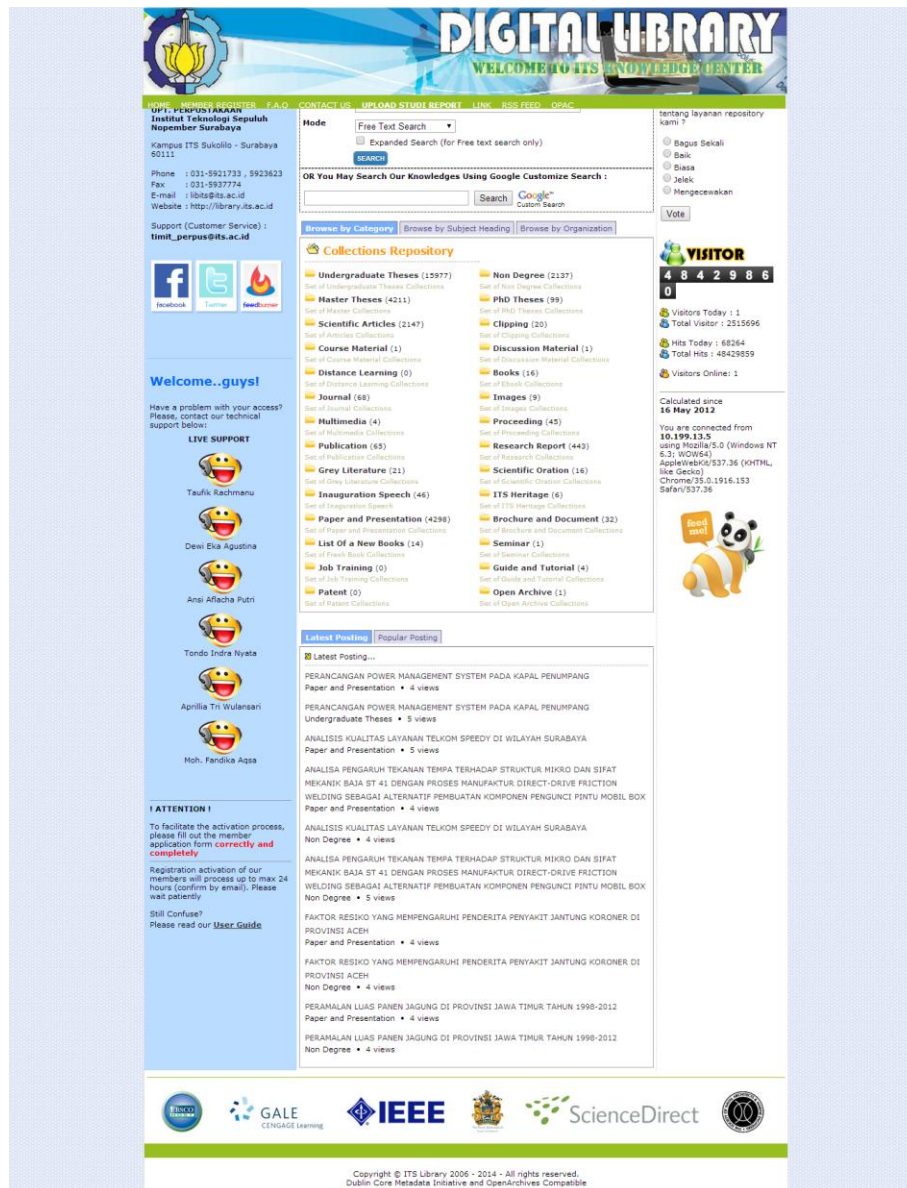 DIGITAL LIBRARY
WELCOME TO ITS KNOWLEDGE CENTER
HOME MEMBER REGISTER F.A.Q CONTACT US UPLOAD STUDI REPORT LINK RSS FEED OPAC
UPT. PERPUSTAKAAN
Institut Teknologi Sepuluh
Nopember Surabaya
Kampus ITS Sukolilo - Surabaya
60111
Phone : 031-5921733 , 5923623
Fax : 031-5937774
E-mail : libits@its.ac.id
Website : http://library.its.ac.id
Support (Customer Service) :
timit_perpus@its.ac.id
facebook Twitter feedburner
Welcome..guys!
Have a problem with your access?
Please, contact our technical
support below:
LIVE SUPPORT
Taufik Rachmanu
Dewi Eka Agustina
Ansi Aflacha Putri
Tondo Indra Nyata
Aprillia Tri Wulansari
Moh. Fandika Aqsa
! ATTENTION !
To facilitate the activation process,
please fill out the member
application form correctly and
completely
Registration activation of our
members will process up to max 24
hours (confirm by email). Please
wait patiently
Still Confuse?
Please read our User Guide
Mode Free Text Search
Expanded Search (for Free text search only)
SEARCH
OR You May Search Our Knowledges Using Google Customize Search :
Search Google™
Custom Search
Browse by Category Browse by Subject Heading Browse by Organization
Collections Repository
Undergraduate Theses (15977) Non Degree (2137)
Set of Undergraduate Theses Collections Set of Non Degree Collections
Master Theses (4211) PhD Theses (99)
Set of Master Collections Set of PhD Theses Collections
Scientific Articles (2147) Clipping (20)
Set of Articles Collections Set of Clipping Collections
Course Material (1) Discussion Material (1)
Set of Course Material Collections Set of Discussion Material Collections
Distance Learning (0) Books (16)
Set of Distance Learning Collections Set of Ebook Collections
Journal (68) Images (9)
Set of Journal Collections Set of Images Collections
Multimedia (4) Proceeding (45)
Set of Multimedia Collections Set of Proceeding Collections
Publication (65) Research Report (443)
Set of Publication Collections Set of Research Collections
Grey Literature (21) Scientific Oration (16)
Set of Grey Literature Collections Set of Scientific Oration Collections
Inauguration Speech (46) ITS Heritage (6)
Set of Inaguration Speech Set of ITS Heritage Collections
Paper and Presentation (4298) Brochure and Document (32)
Set of Paper and Presentation Collections Set of Brochure and Document Collections
List Of a New Books (14) Seminar (1)
Set of Fresh Book Collections Set of Seminar Collections
Job Training (0) Guide and Tutorial (4)
Set of Job Training Collections Set of Guide and Tutorial Collections
Patent (0) Open Archive (1)
Set of Patent Collections Set of Open Archive Collections
Latest Posting Popular Posting
Latest Posting...
PERANCANGAN POWER MANAGEMENT SYSTEM PADA KAPAL PENUMPANG
Paper and Presentation • 4 views
PERANCANGAN POWER MANAGEMENT SYSTEM PADA KAPAL PENUMPANG
Undergraduate Theses • 5 views
ANALISIS KUALITAS LAYANAN TELKOM SPEEDY DI WILAYAH SURABAYA
Paper and Presentation • 5 views
ANALISA PENGARUH TEKANAN TEMPA TERHADAP STRUKTUR MIKRO DAN SIFAT
MEKANIK BAJA ST 41 DENGAN PROSES MANUFAKTUR DIRECT-DRIVE FRICTION
WELDING SEBAGAI ALTERNATIF PEMBUATAN KOMPONEN PENGUNCI PINTU MOBIL BOX
Paper and Presentation • 4 views
ANALISIS KUALITAS LAYANAN TELKOM SPEEDY DI WILAYAH SURABAYA
Non Degree • 4 views
ANALISA PENGARUH TEKANAN TEMPA TERHADAP STRUKTUR MIKRO DAN SIFAT
MEKANIK BAJA ST 41 DENGAN PROSES MANUFAKTUR DIRECT-DRIVE FRICTION
WELDING SEBAGAI ALTERNATIF PEMBUATAN KOMPONEN PENGUNCI PINTU MOBIL BOX
Non Degree • 5 views
FAKTOR RESIKO YANG MEMPENGARUHI PENDERITA PENYAKIT JANTUNG KORONER DI
PROVINSI ACEH
Paper and Presentation • 4 views
FAKTOR RESIKO YANG MEMPENGARUHI PENDERITA PENYAKIT JANTUNG KORONER DI
PROVINSI ACEH
Non Degree • 4 views
PERAMALAN LUAS PANEN JAGUNG DI PROVINSI JAWA TIMUR TAHUN 1998-2012
Paper and Presentation • 4 views
PERAMALAN LUAS PANEN JAGUNG DI PROVINSI JAWA TIMUR TAHUN 1998-2012
Non Degree • 4 views
tentang layanan repository
kami ?
Bagus Sekali
Baik
Biasa
Jelek
Mengecewakan
Vote
VISITOR
4 8 4 2 9 8 6
0
Visitors Today : 1
Total Visitor : 2515696
Hits Today : 68264
Total Hits : 48429859
Visitors Online: 1
Calculated since
16 May 2012
You are connected from
10.199.13.5
using Mozilla/5.0 (Windows NT
6.3; WOW64)
AppleWebKit/537.36 (KHTML,
like Gecko)
Chrome/35.0.1916.153
Safari/537.36
feed
me!
EBSCO
GALE
CENGAGE Learning
IEEE
ScienceDirect
Copyright © ITS Library 2006 - 2014 - All rights reserved.
Dublin Core Metadata Initiative and OpenArchives Compatible